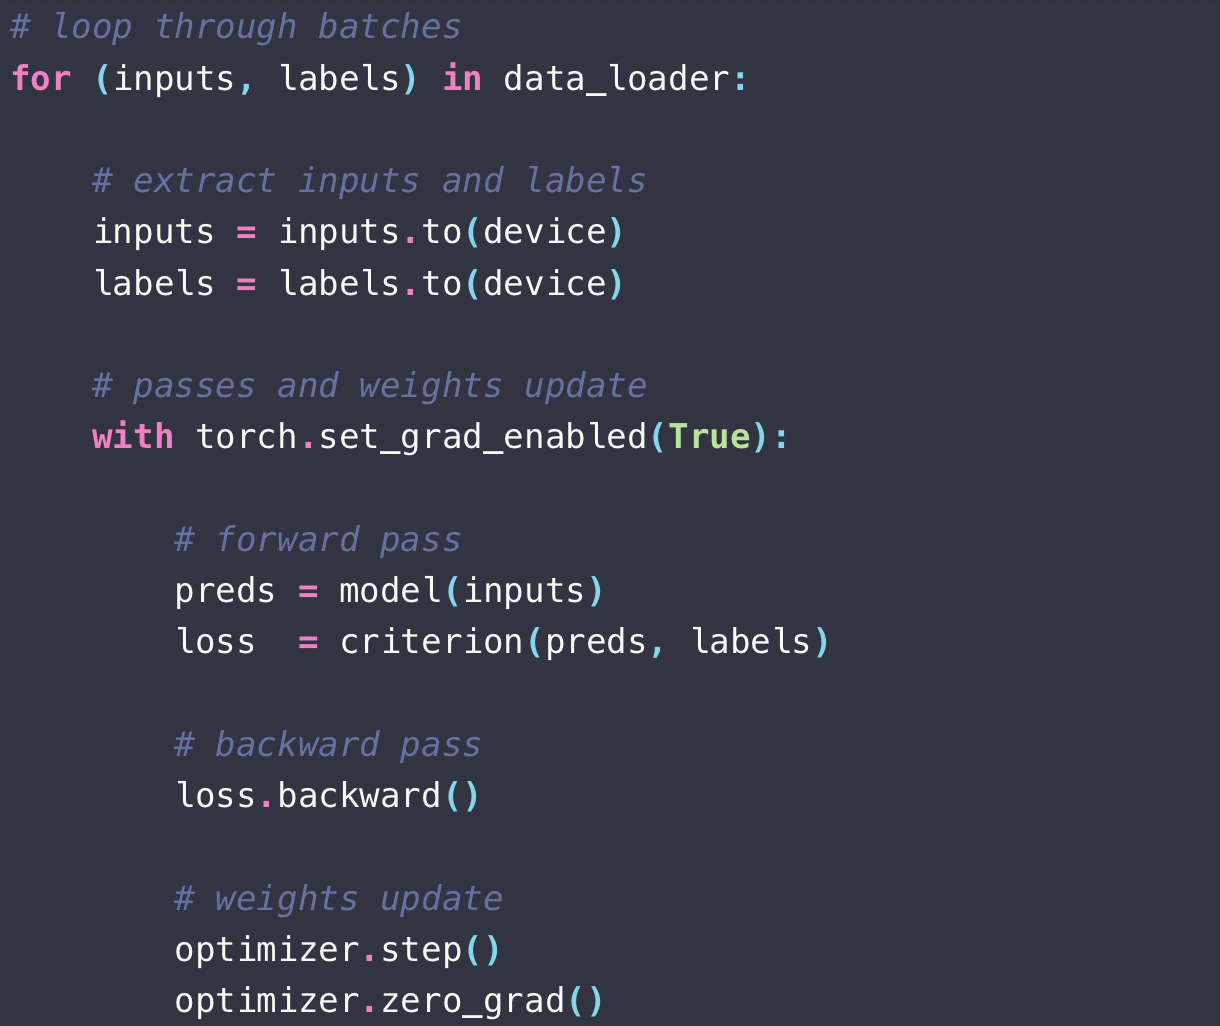 # loop through batches
for (inputs, labels) in data_loader:
    # extract inputs and labels
    inputs = inputs.to(device)
    labels = labels.to(device)
    # passes and weights update
    with torch.set_grad_enabled(True):
        # forward pass
        preds = model(inputs)
        loss  = criterion(preds, labels)
        # backward pass
        loss.backward()
        # weights update
        optimizer.step()
        optimizer.zero_grad()